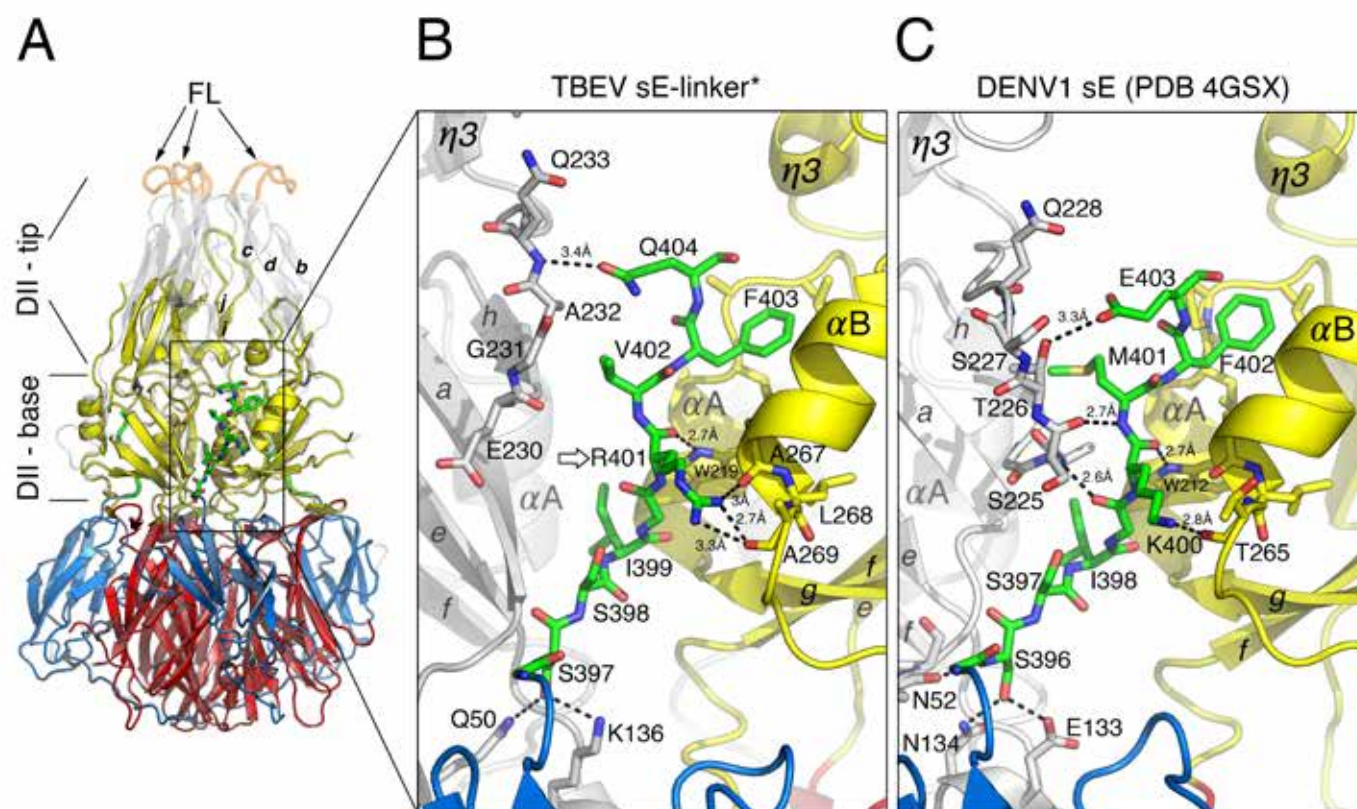 A
FL
DII - tip
DII - base
c
d
b
j
i
B
TBEV sE-linker*
η3
η3
Q233
3.4Å
Q404
F403
A232
αB
h
G231
V402
a
αA
2.7Å
E230
R401
W219
A267
αA
3Å
2.7Å
L268
e
3.3Å
A269
I399
f
f
S398
g
e
S397
Q50
K136
C
DENV1 sE (PDB 4GSX)
η3
η3
Q228
E403
3.3Å
αB
h
S227
M401
F402
T226
αA
a
2.7Å
2.7Å
W212
αA
2.6Å
S225
2.8Å
K400
T265
e
S397
I398
g
f
f
S396
N52
N134
E133